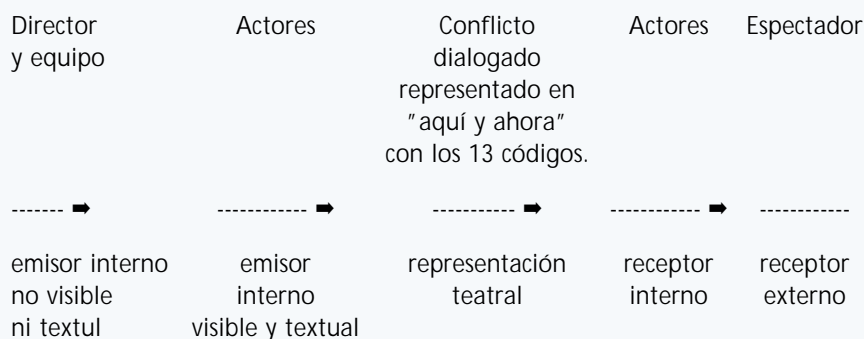 Director Actores Conflicto Actores Espectador
y equipo dialogado
representado en
"aquí y ahora"
con los 13 códigos.
------- ➡ ------------ ➡ ----------- ➡ ------------ ➡ ------------
emisor interno emisor representación receptor receptor
no visible interno teatral interno externo
ni textul visible y textual